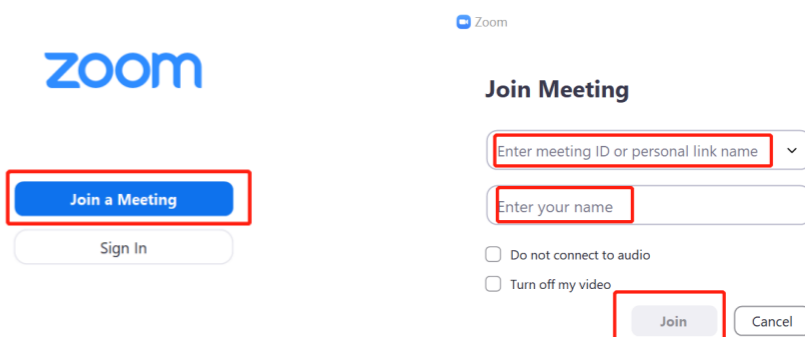 zoom
Join a Meeting
Sign In
Zoom
Join Meeting
Enter meeting ID or personal link name
Enter your name
Do not connect to audio
Turn off my video
Join
Cancel